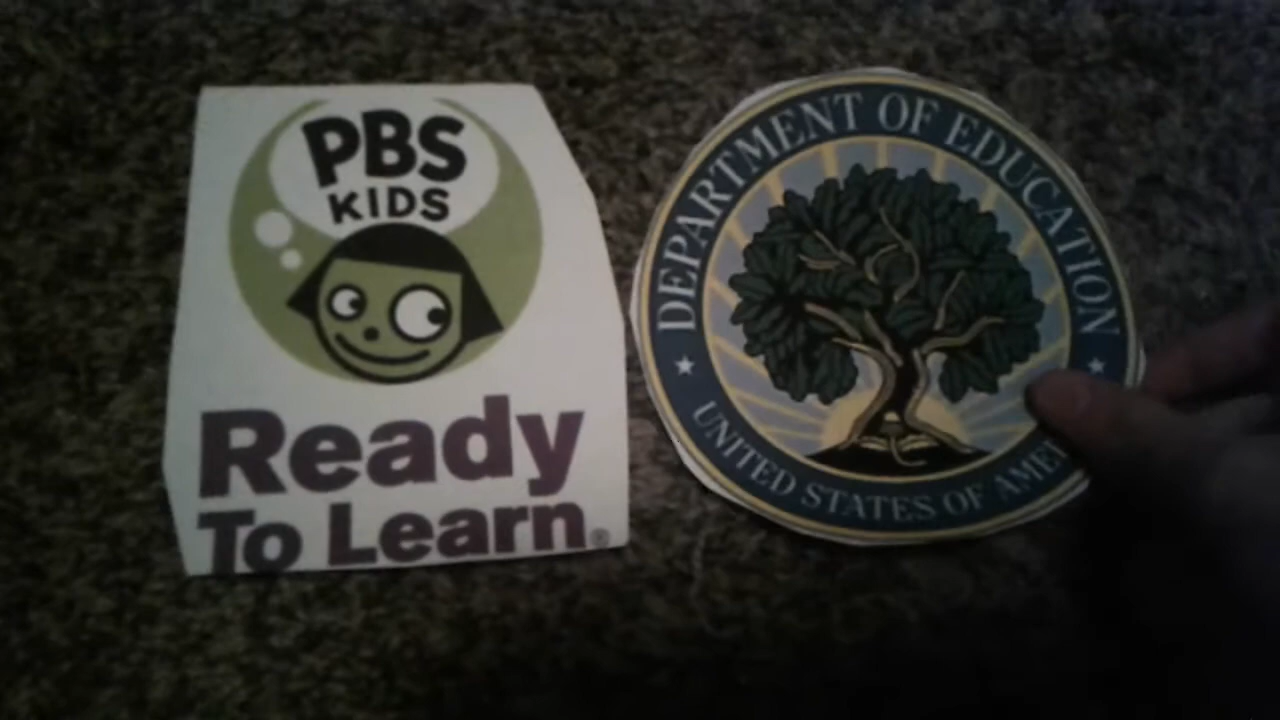 PBS
KIDS
Ready
To Learn®
DEPARTMENT OF EDUCATION
UNITED STATES OF